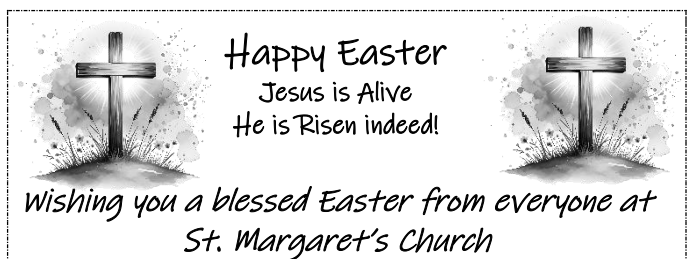 Happy Easter
Jesus is Alive
He is Risen indeed!
Wishing you a blessed Easter from everyone at
St. Margaret's Church